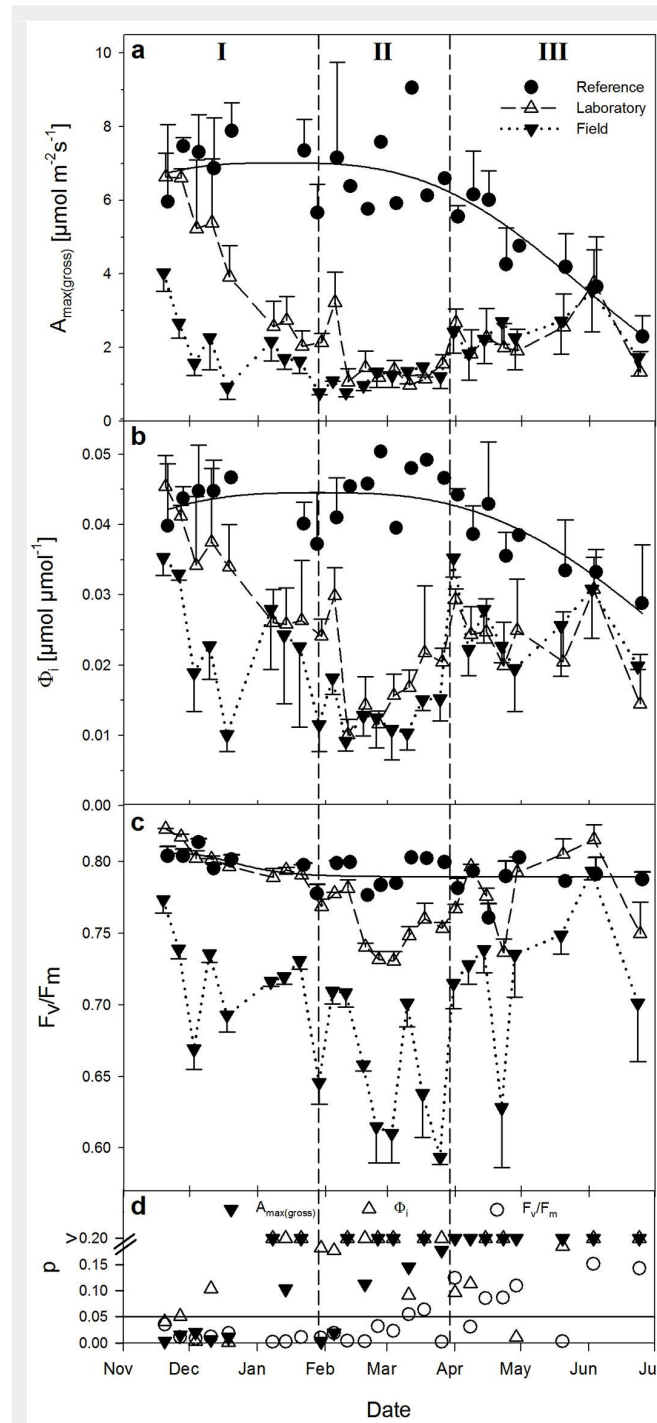 I II III
a
10
8
6
4
2
0
A max(gross) [µmol m⁻²s⁻¹]
Reference
Laboratory
Field
b
0.05
0.04
0.03
0.02
0.01
0.00
Φi [µmol µmol⁻¹]
c
0.80
0.75
0.70
0.65
0.60
Fv/Fm
d
Amax(gross) Φi Fv/Fm
> 0.20
0.15
0.10
0.05
0.00
p
Nov Dec Jan Feb Mar Apr May Jun Ju
Date